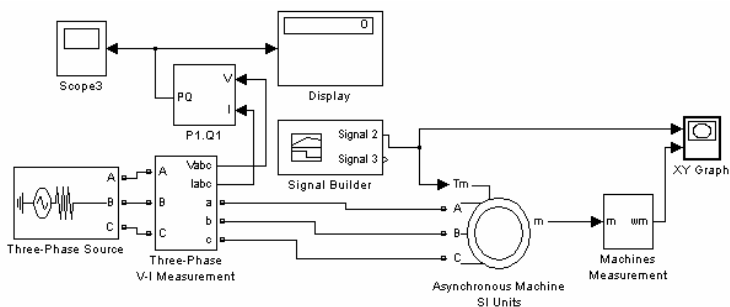 0
Scope3
Display
V
PQ
I
P1.Q1
Signal 2
Signal 3
Signal Builder
XY Graph
A
B
C
Three-Phase Source
A
B
C
Vabc
Iabc
a
b
c
Three-Phase
V-I Measurement
Tm
A
B
C
m
Asynchronous Machine
SI Units
m
wm
Machines
Measurement